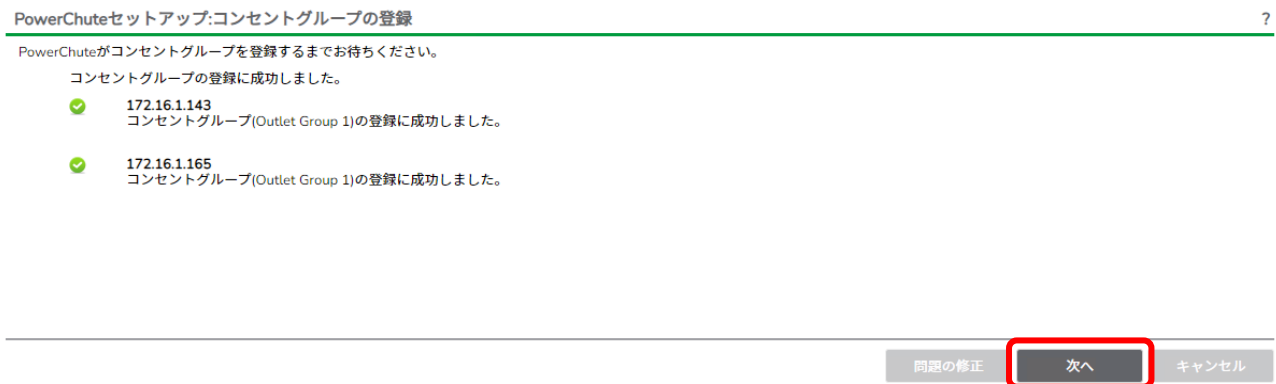 PowerChuteセットアップ:コンセントグループの登録 ?
PowerChuteがコンセントグループを登録するまでお待ちください。
コンセントグループの登録に成功しました。
172.16.1.143
コンセントグループ(Outlet Group 1)の登録に成功しました。
172.16.1.165
コンセントグループ(Outlet Group 1)の登録に成功しました。
問題の修正 次へ キャンセル